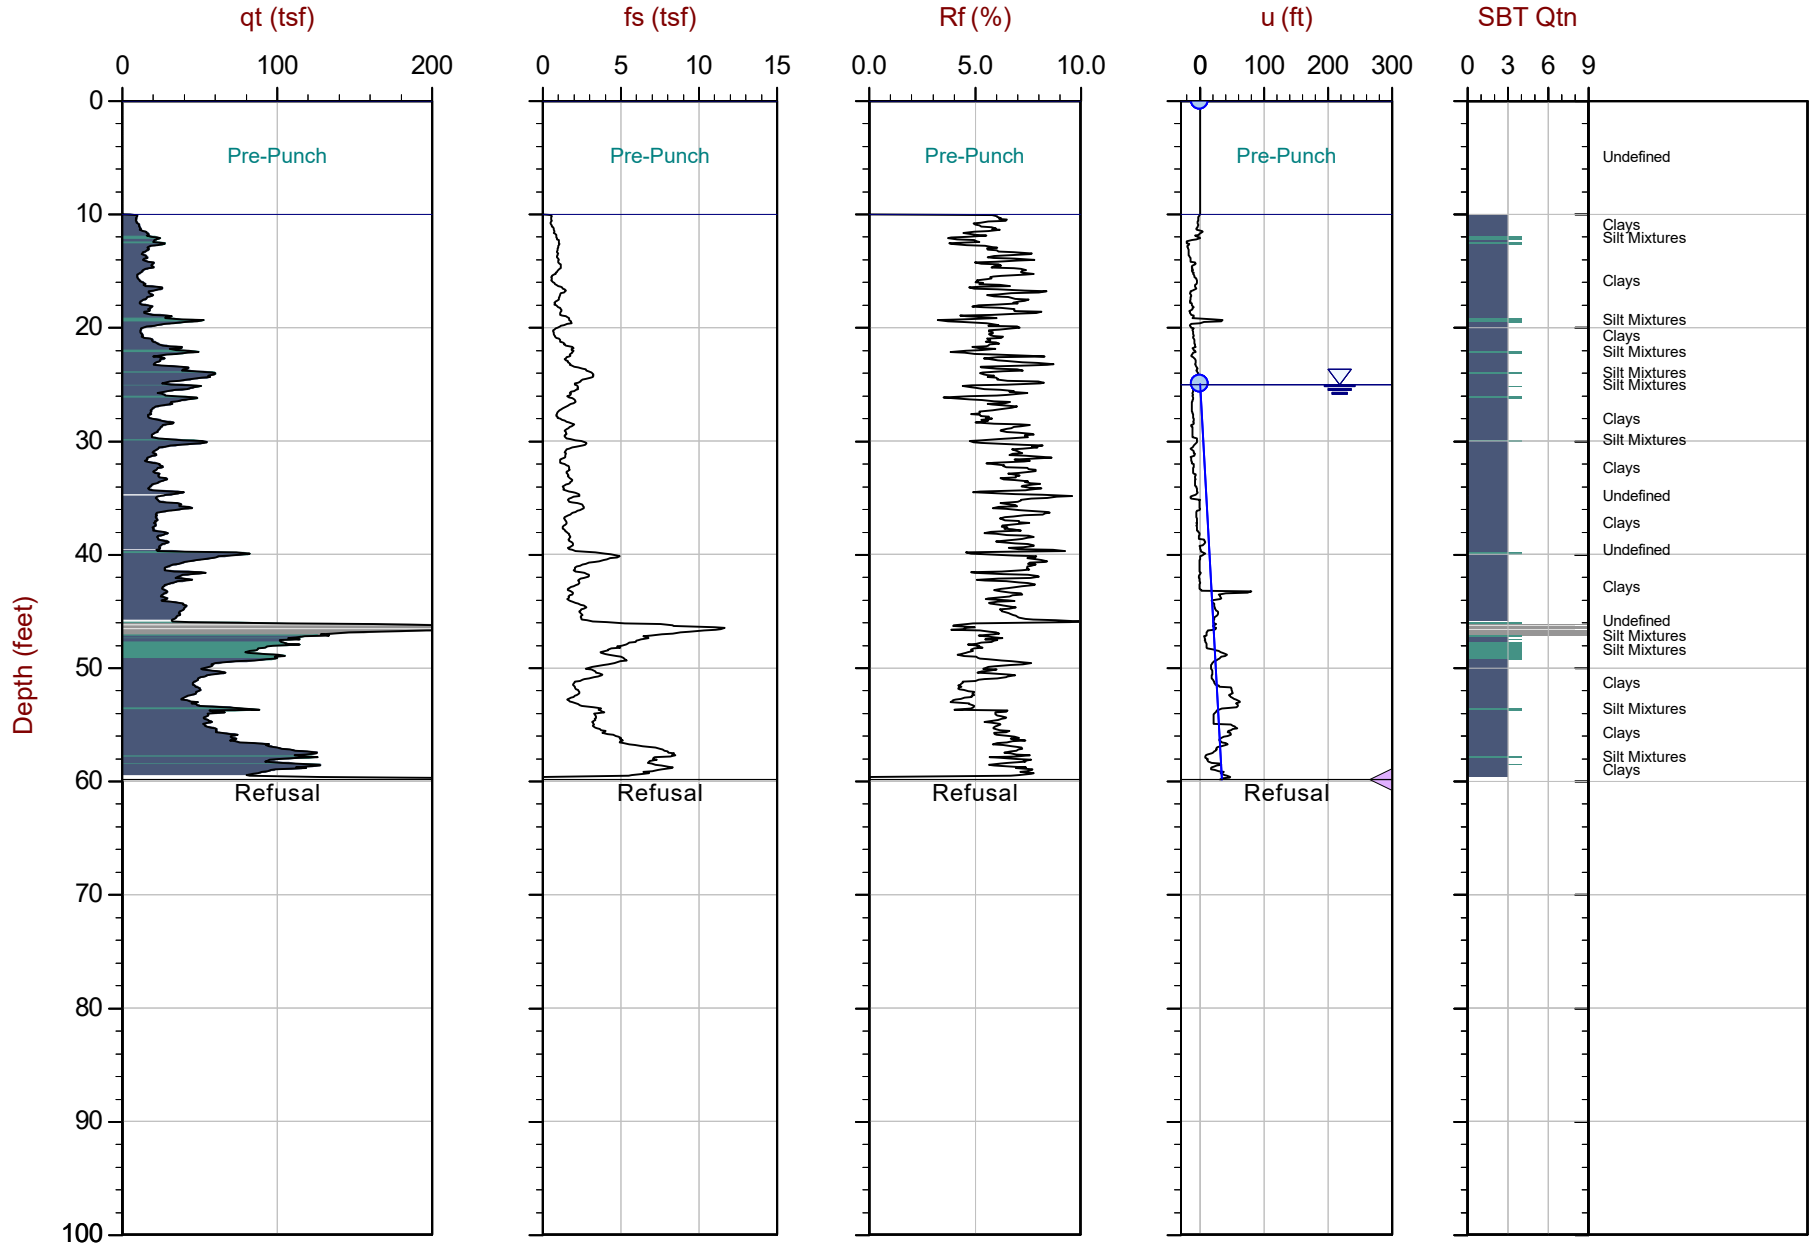 qt (tsf) fs (tsf) Rf (%) u (ft) SBT Qtn
0 100 200 0 5 10 15 0.0 5.0 10.0 0 100 200 300 0 3 6 9
0
Pre-Punch Pre-Punch Pre-Punch Pre-Punch Undefined
10
Clays
Silt Mixtures
Clays
Silt Mixtures
20
Clays
Silt Mixtures
Silt Mixtures
Silt Mixtures
Clays
30 Silt Mixtures
Clays
Undefined
Clays
Undefined
40
Clays
Undefined
Silt Mixtures
Silt Mixtures
50
Clays
Silt Mixtures
Clays
Silt Mixtures
Clays
60
Refusal Refusal Refusal Refusal
70
80
90
100
Depth (feet)